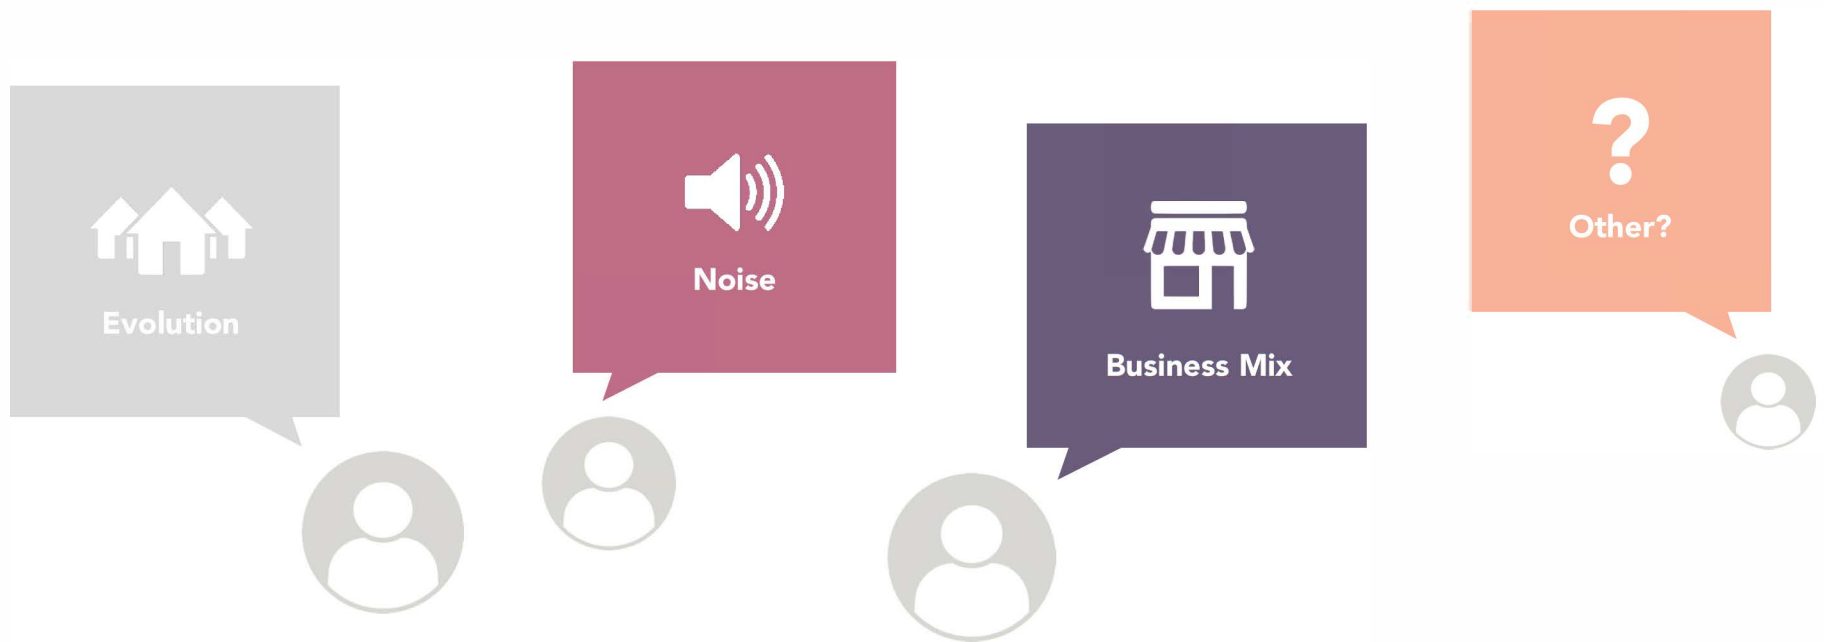 Evolution
Noise
Business Mix
?
Other?